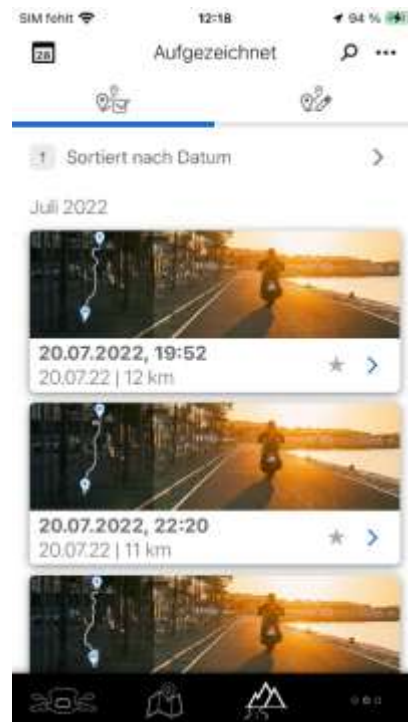 SIM fehlt 12:18 94 %
28 Aufgezeichnet
↑ Sortiert nach Datum
Juli 2022
20.07.2022, 19:52
20.07.22 | 12 km
20.07.2022, 22:20
20.07.22 | 11 km